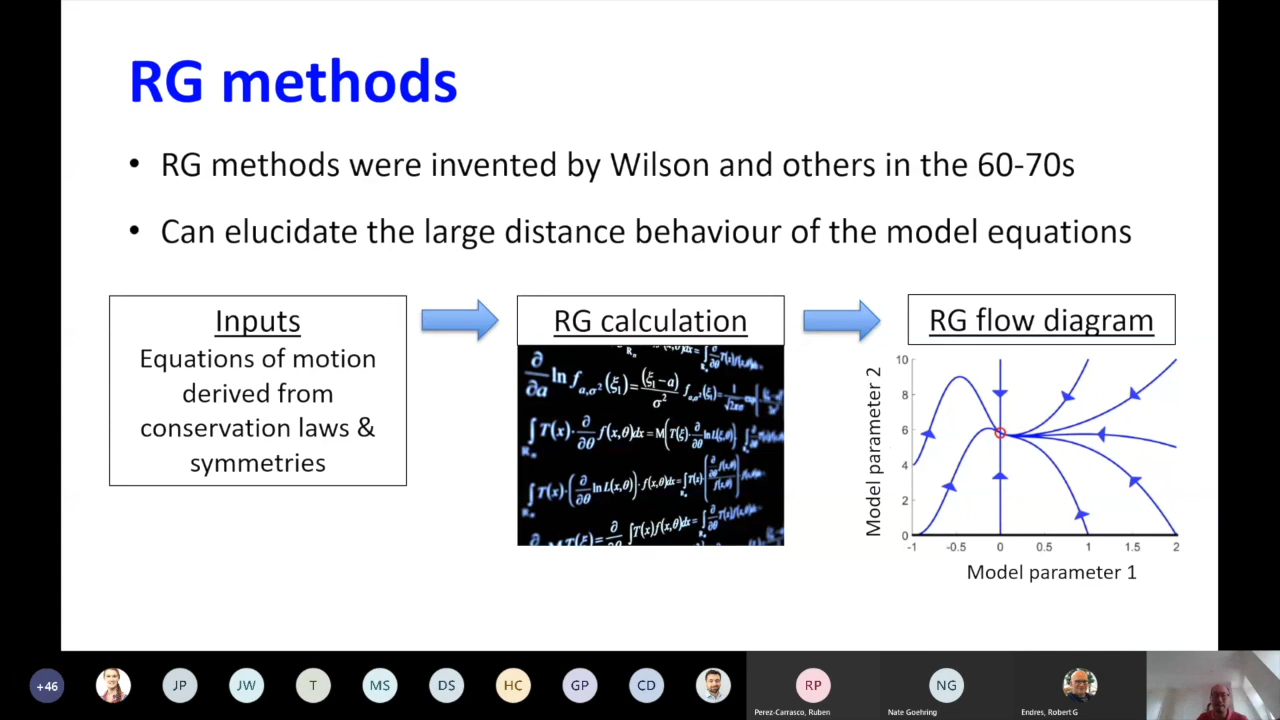 RG methods
• RG methods were invented by Wilson and others in the 60-70s
• Can elucidate the large distance behaviour of the model equations
Inputs
Equations of motion
derived from
conservation laws &
symmetries
RG calculation
RG flow diagram
Model parameter 2
10
8
6
4
2
0
-1
-0.5
0
0.5
1
1.5
2
Model parameter 1
+46
JP
JW
T
MS
DS
HC
GP
CD
RP
Perez-Carrasco, Ruben
NG
Nate Goehring
Endres, Robert G